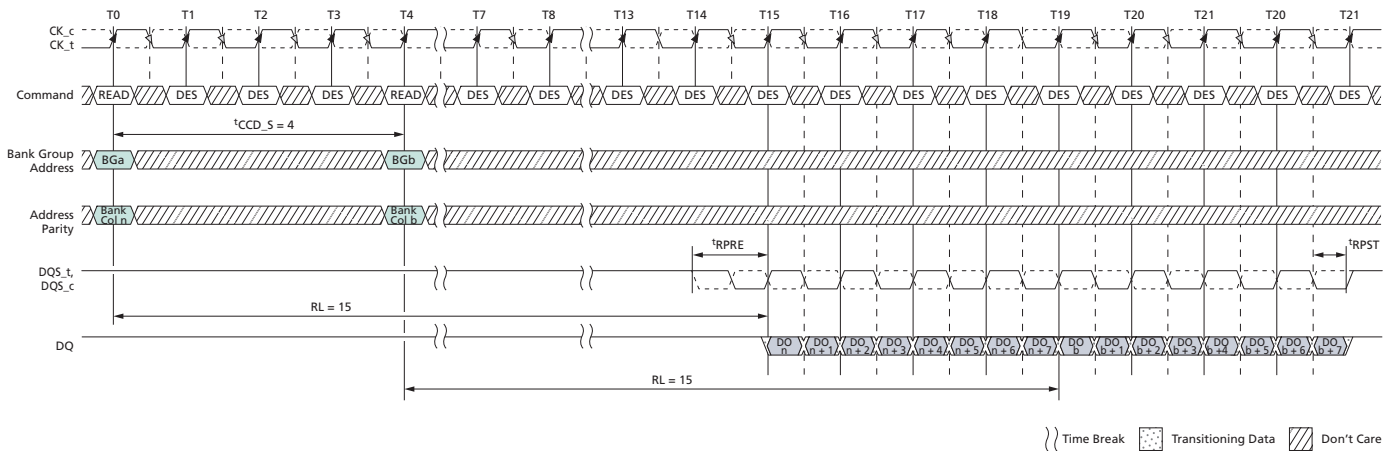 T0 T1 T2 T3 T4 T7 T8 T13 T14 T15 T16 T17 T18 T19 T20 T21 T20 T21
CK_c
CK_t
Command READ DES DES DES READ DES DES DES DES DES DES DES DES DES DES DES DES DES
tCCD_S = 4
Bank Group
Address
BGa BGb
Address
Parity
Bank
Col n
Bank
Col b
tRPRE tRPST
DQS_t,
DQS_c
RL = 15
DQ
DO
n
DO
n + 1
DO
n + 2
DO
n + 3
DO
n + 4
DO
n + 5
DO
n + 6
DO
n + 7
DO
b
DO
b + 1
DO
b + 2
DO
b + 3
DO
b + 4
DO
b + 5
DO
b + 6
DO
b + 7
RL = 15
Time Break Transitioning Data Don't Care